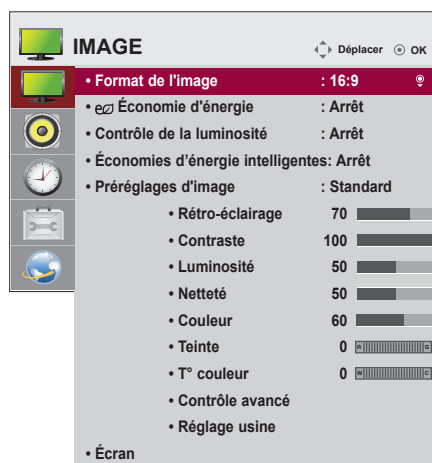 IMAGE Déplacer OK
• Format de l'image : 16:9
• Économie d'énergie : Arrêt
• Contrôle de la luminosité : Arrêt
• Économies d’énergie intelligentes: Arrêt
• Préréglages d'image : Standard
• Rétro-éclairage 70
• Contraste 100
• Luminosité 50
• Netteté 50
• Couleur 60
• Teinte 0 R G
• T° couleur 0 W C
• Contrôle avancé
• Réglage usine
• Écran